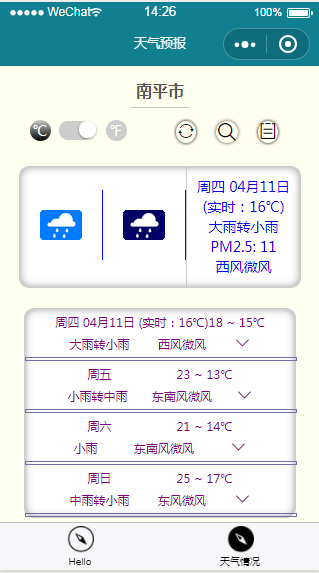 WeChat 14:26 100%
天气预报
南平市
℃ ℉
周四 04月11日
(实时：16℃)
大雨转小雨
PM2.5: 11
西风微风
周四 04月11日 (实时：16℃)18 ~ 15℃
大雨转小雨 西风微风
周五 23 ~ 13℃
小雨转中雨 东南风微风
周六 21 ~ 14℃
小雨 东南风微风
周日 25 ~ 17℃
中雨转小雨 东风微风
Hello 天气情况